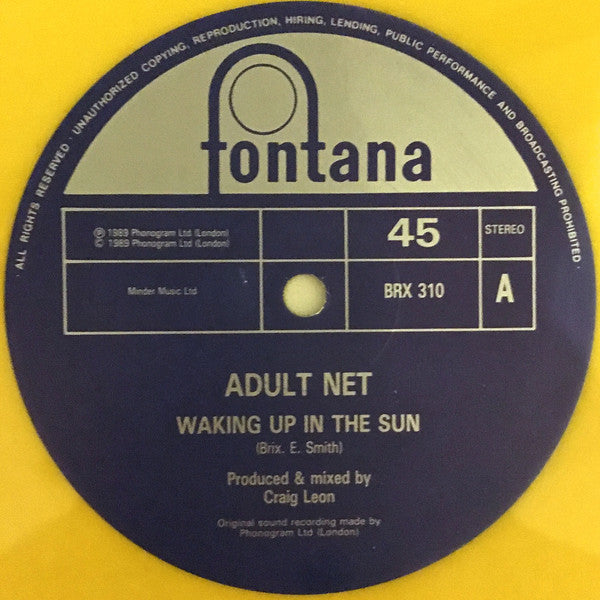 · ALL RIGHTS RESERVED · UNAUTHORIZED COPYING, REPRODUCTION, HIRING, LENDING, PUBLIC PERFORMANCE AND BROADCASTING PROHIBITED ·
fontana
℗ 1989 Phonogram Ltd (London)
© 1989 Phonogram Ltd (London)
45
STEREO
Minder Music Ltd
BRX 310
A
ADULT NET
WAKING UP IN THE SUN
(Brix. E. Smith)
Produced & mixed by
Craig Leon
Original sound recording made by
Phonogram Ltd (London)